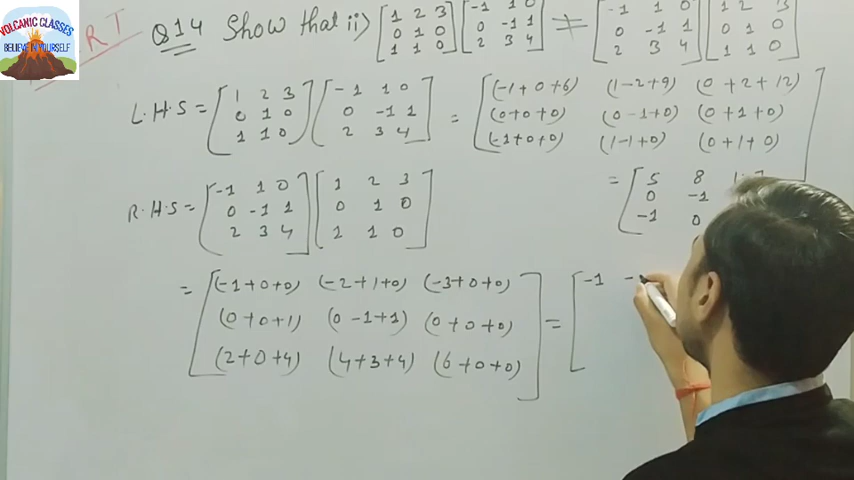 VOLCANIC CLASSES
BELIEVE IN YOURSELF
RT
Q14 Show that ii) [1 2 3 [-1 1 0 ≠ [-1 1 0 [1 2 3
0 1 0 0 -1 1 0 -1 1 0 1 0
1 1 0] 2 3 4] 2 3 4] 1 1 0]
L.H.S = [1 2 3 [-1 1 0 = [(-1+0+6) (1-2+9) (0+2+12)
0 1 0 0 -1 1 (0+0+0) (0-1+0) (0+1+0)
1 1 0] 2 3 4] (-1+0+0) (1-1+0) (0+1+0)]
= [5 8
0 -1
-1 0
R.H.S = [-1 1 0 [1 2 3
0 -1 1 0 1 0
2 3 4] 1 1 0]
= [(-1+0+0) (-2+1+0) (-3+0+0) = [-1 -
(0+0+1) (0-1+1) (0+0+0)
(2+0+4) (4+3+4) (6+0+0)]